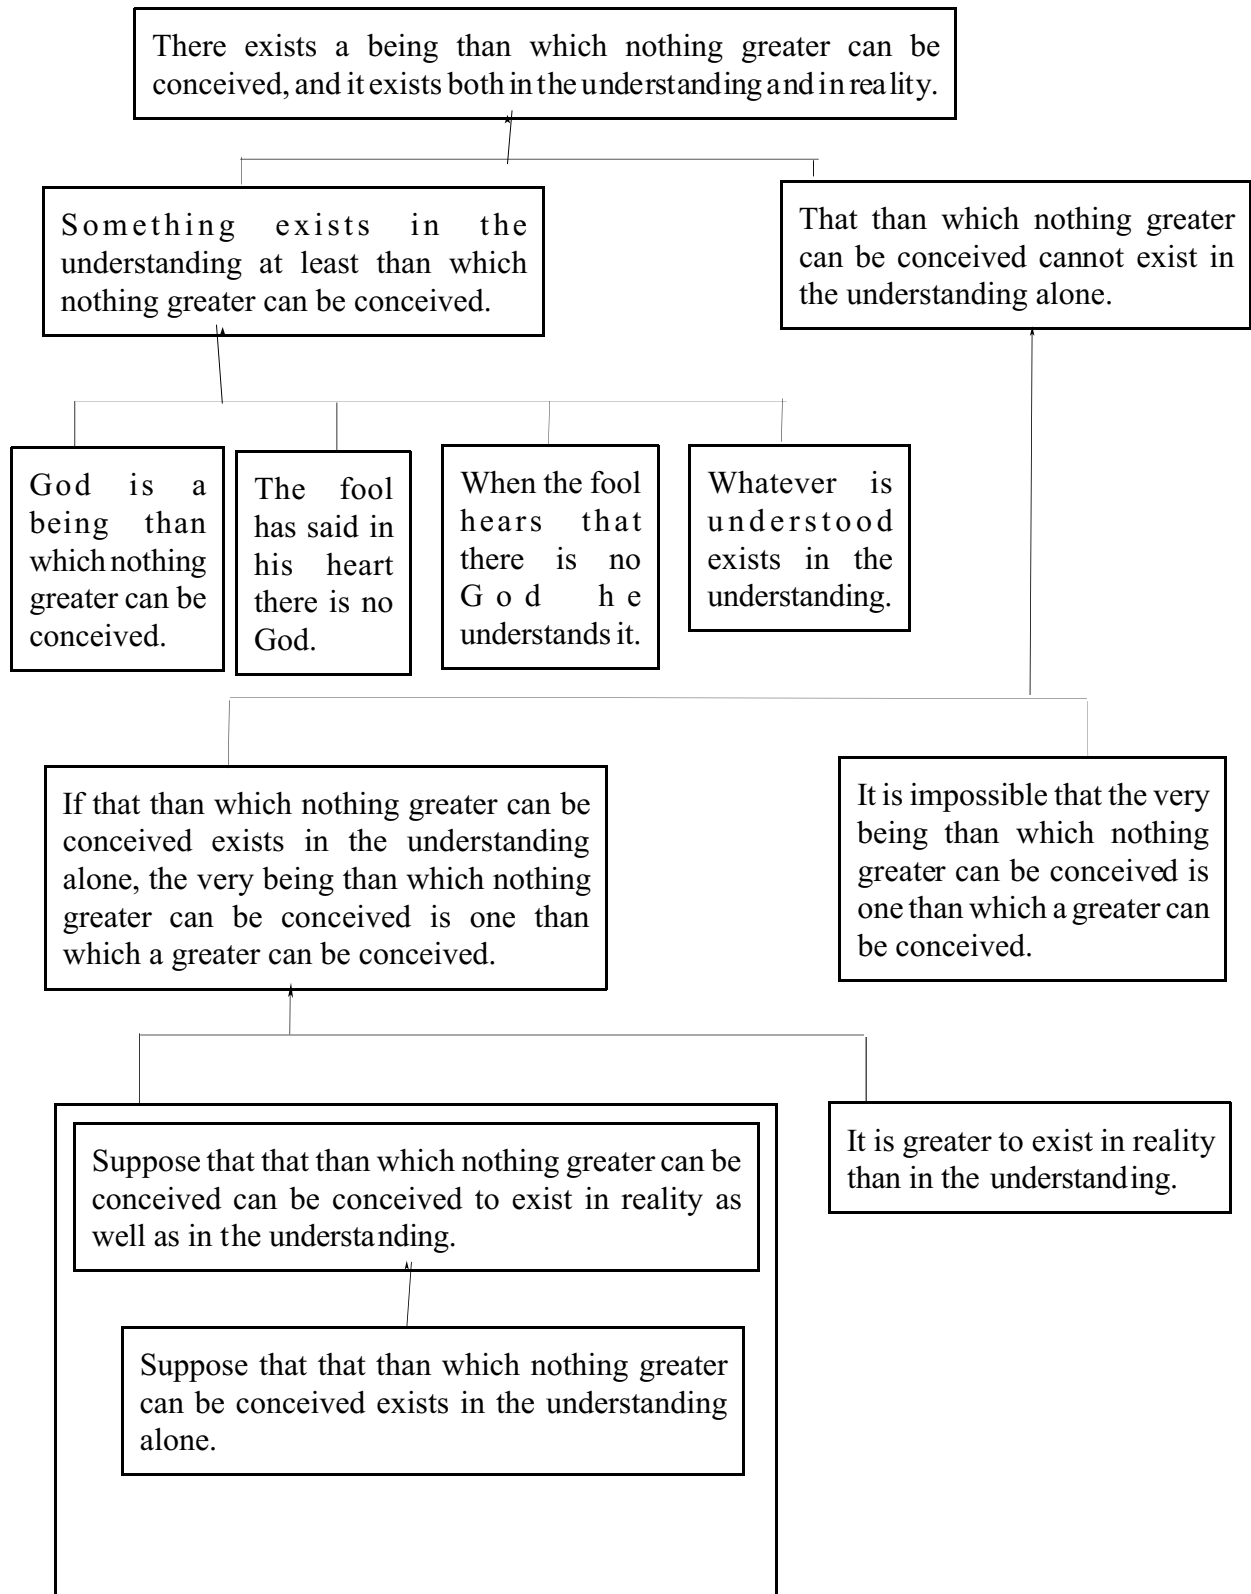 There exists a being than which nothing greater can be
conceived, and it exists both in the understanding and in reality.
Something exists in the
understanding at least than which
nothing greater can be conceived.
That than which nothing greater
can be conceived cannot exist in
the understanding alone.
God is a
being than
which nothing
greater can be
conceived.
The fool
has said in
his heart
there is no
God.
When the fool
hears that
there is no
God he
understands it.
Whatever is
understood
exists in the
understanding.
If that than which nothing greater can be
conceived exists in the understanding
alone, the very being than which nothing
greater can be conceived is one than
which a greater can be conceived.
It is impossible that the very
being than which nothing
greater can be conceived is
one than which a greater can
be conceived.
Suppose that that than which nothing greater can be
conceived can be conceived to exist in reality as
well as in the understanding.
It is greater to exist in reality
than in the understanding.
Suppose that that than which nothing greater
can be conceived exists in the understanding
alone.